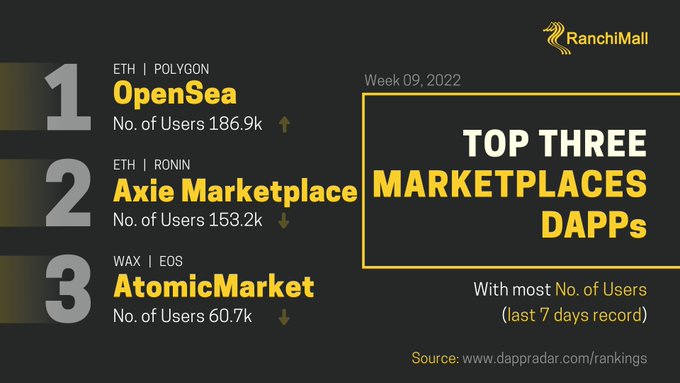 RanchiMall
1
ETH | POLYGON
OpenSea
No. of Users 186.9k
2
ETH | RONIN
Axie Marketplace
No. of Users 153.2k
3
WAX | EOS
AtomicMarket
No. of Users 60.7k
Week 09, 2022
TOP THREE
MARKETPLACES
DAPPs
With most No. of Users
(last 7 days record)
Source: www.dappradar.com/rankings